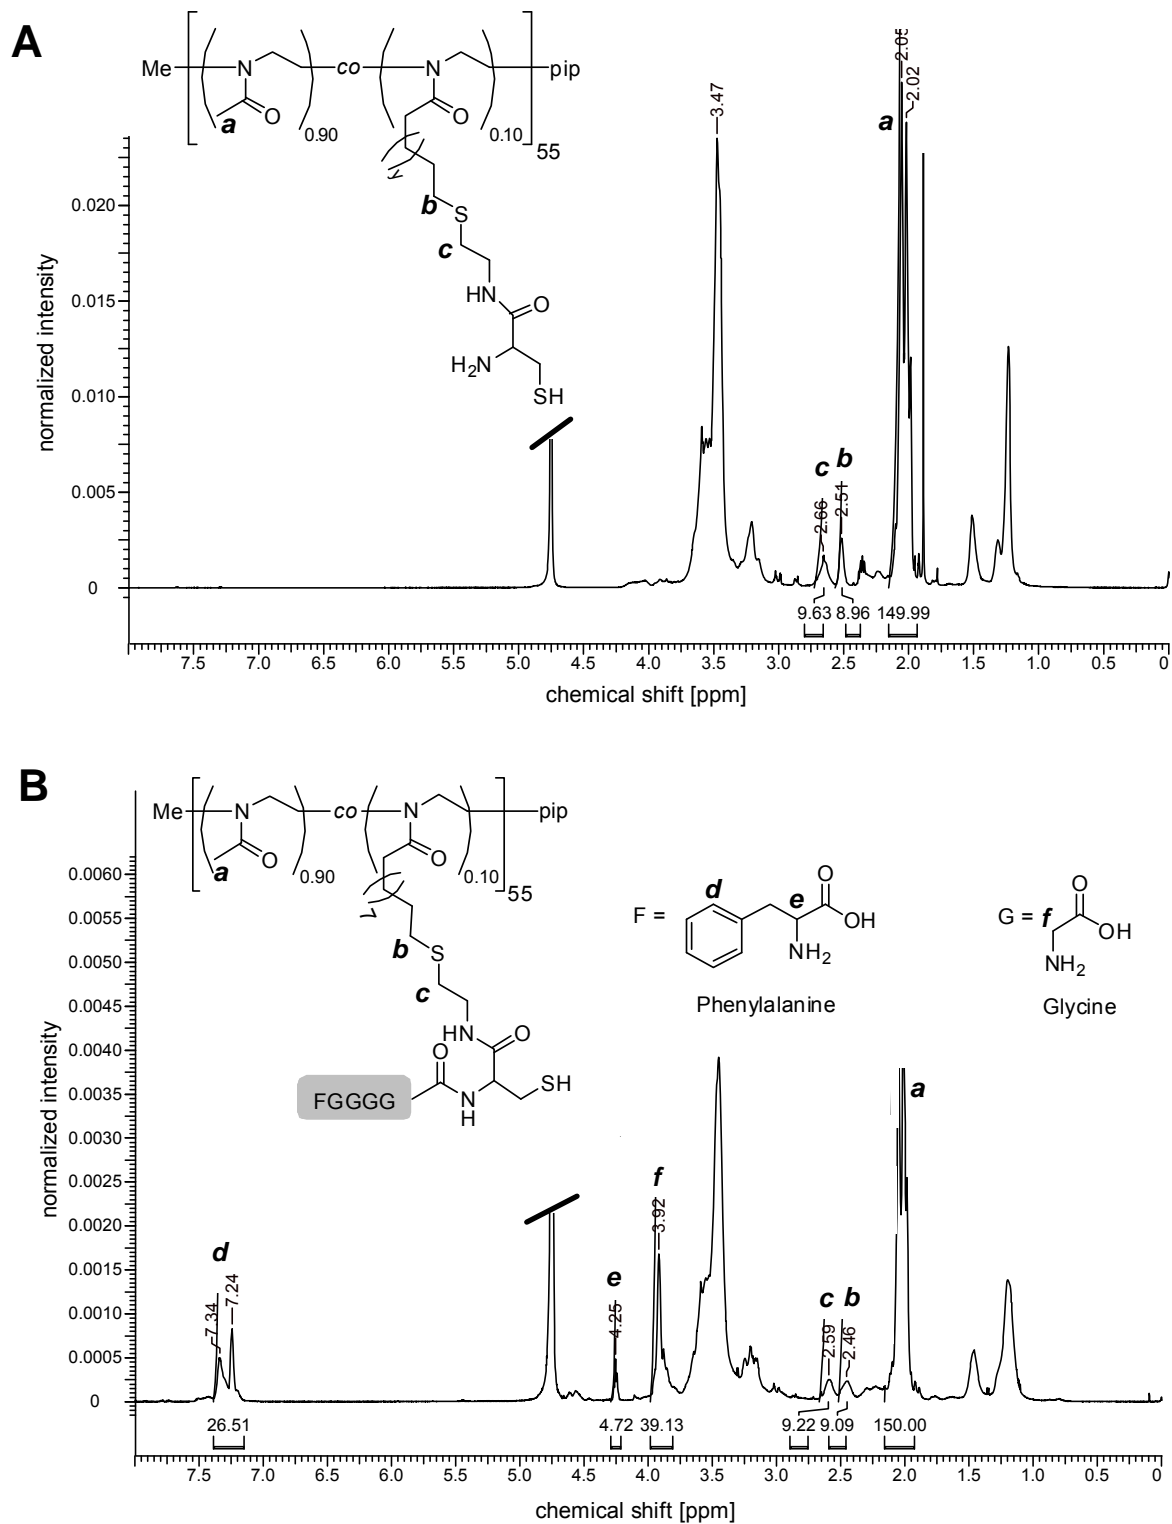 A
Me
N
co
N
pip
O
O
a
0.90
0.10
55
y
b
S
c
HN
O
H2N
SH
3.47
2.02
a
c
b
2.66
2.51
normalized intensity
0.020
0.015
0.010
0.005
0
9.63 8.96 149.99
7.5 7.0 6.5 6.0 5.5 5.0 4.5 4.0 3.5 3.0 2.5 2.0 1.5 1.0 0.5 0
chemical shift [ppm]
B
Me
N
co
N
pip
O
O
a
0.90
0.10
55
b
S
c
HN
O
O
SH
FGGGG
N
H
F =
d
e
O
OH
NH2
Phenylalanine
G =
f
O
OH
NH2
Glycine
normalized intensity
0.0060
0.0055
0.0050
0.0045
0.0040
0.0035
0.0030
0.0025
0.0020
0.0015
0.0010
0.0005
0
d
7.34
7.24
e
4.25
f
3.92
c
b
2.59
2.46
a
26.51 4.72 39.13 9.22 9.09 150.00
7.5 7.0 6.5 6.0 5.5 5.0 4.5 4.0 3.5 3.0 2.5 2.0 1.5 1.0 0.5 0
chemical shift [ppm]